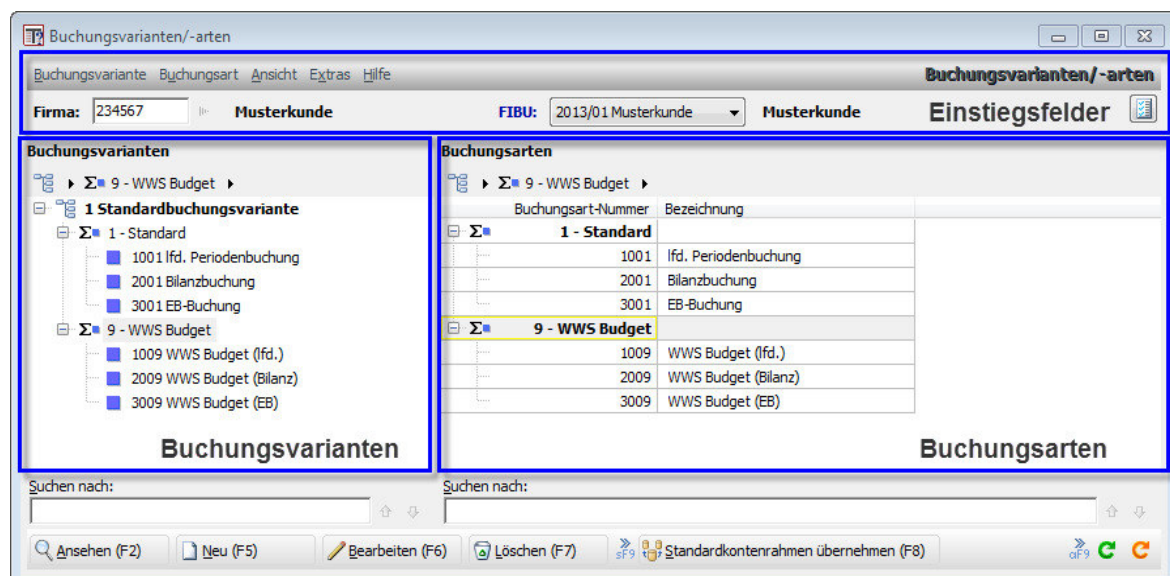 Buchungsvarianten/-arten
Buchungsvariante Buchungsart Ansicht Extras Hilfe Buchungsvarianten/-arten
Firma: 234567 Musterkunde FIBU: 2013/01 Musterkunde Musterkunde Einstiegsfelder
Buchungsvarianten
Σ 9 - WWS Budget
1 Standardbuchungsvariante
Σ 1 - Standard
1001 lfd. Periodenbuchung
2001 Bilanzbuchung
3001 EB-Buchung
Σ 9 - WWS Budget
1009 WWS Budget (lfd.)
2009 WWS Budget (Bilanz)
3009 WWS Budget (EB)
Buchungsvarianten
Buchungsarten
Σ 9 - WWS Budget
Buchungsart-Nummer Bezeichnung
Σ 1 - Standard
1001 lfd. Periodenbuchung
2001 Bilanzbuchung
3001 EB-Buchung
Σ 9 - WWS Budget
1009 WWS Budget (lfd.)
2009 WWS Budget (Bilanz)
3009 WWS Budget (EB)
Buchungsarten
Suchen nach: Suchen nach:
Ansehen (F2) Neu (F5) Bearbeiten (F6) Löschen (F7) sF9 Standardkontenrahmen übernehmen (F8) aF9